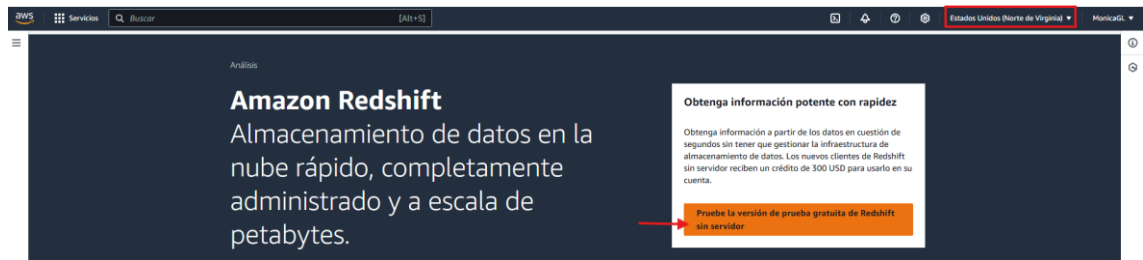 aws
Servicios
Buscar
[Alt+S]
Estados Unidos (Norte de Virginia) ▼
MonicaGL ▼
Análisis
Amazon Redshift
Almacenamiento de datos en la
nube rápido, completamente
administrado y a escala de
petabytes.
Obtenga información potente con rapidez
Obtenga información a partir de los datos en cuestión de
segundos sin tener que gestionar la infraestructura de
almacenamiento de datos. Los nuevos clientes de Redshift
sin servidor reciben un crédito de 300 USD para usarlo en su
cuenta.
Pruebe la versión de prueba gratuita de Redshift
sin servidor